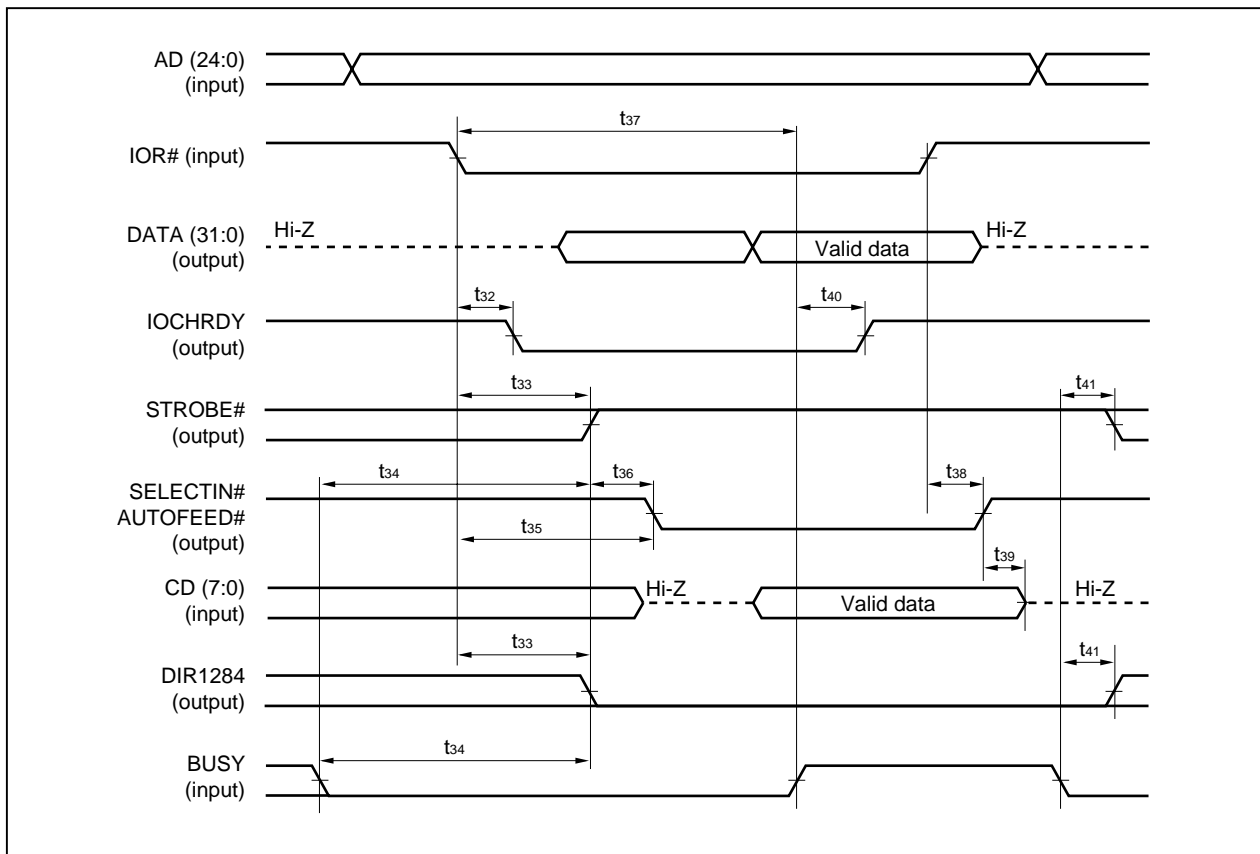 AD (24:0)
(input)
t37
IOR# (input)
DATA (31:0)
(output)
Hi-Z
Valid data
Hi-Z
t32
t40
IOCHRDY
(output)
t33
t41
STROBE#
(output)
t34
t36
t38
SELECTIN#
AUTOFEED#
(output)
t35
t39
CD (7:0)
(input)
Hi-Z
Valid data
Hi-Z
t33
t41
DIR1284
(output)
t34
BUSY
(input)